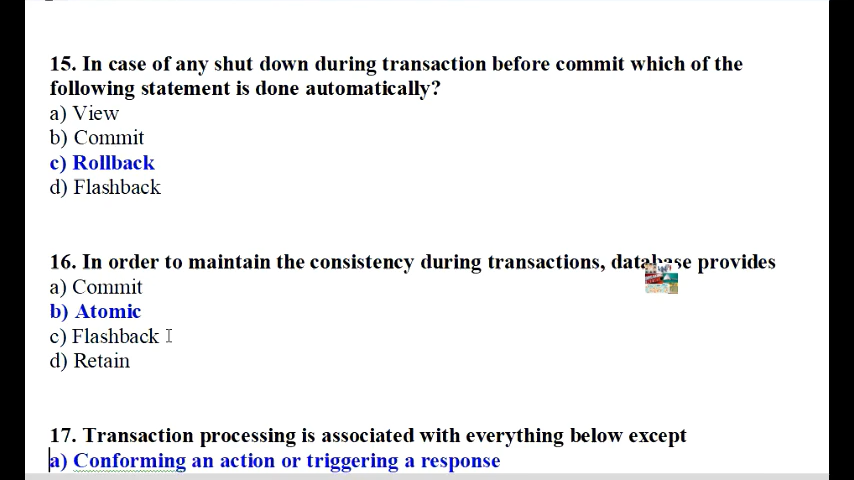 15. In case of any shut down during transaction before commit which of the
following statement is done automatically?
a) View
b) Commit
c) Rollback
d) Flashback
16. In order to maintain the consistency during transactions, database provides
a) Commit
b) Atomic
c) Flashback
d) Retain
17. Transaction processing is associated with everything below except
a) Conforming an action or triggering a response